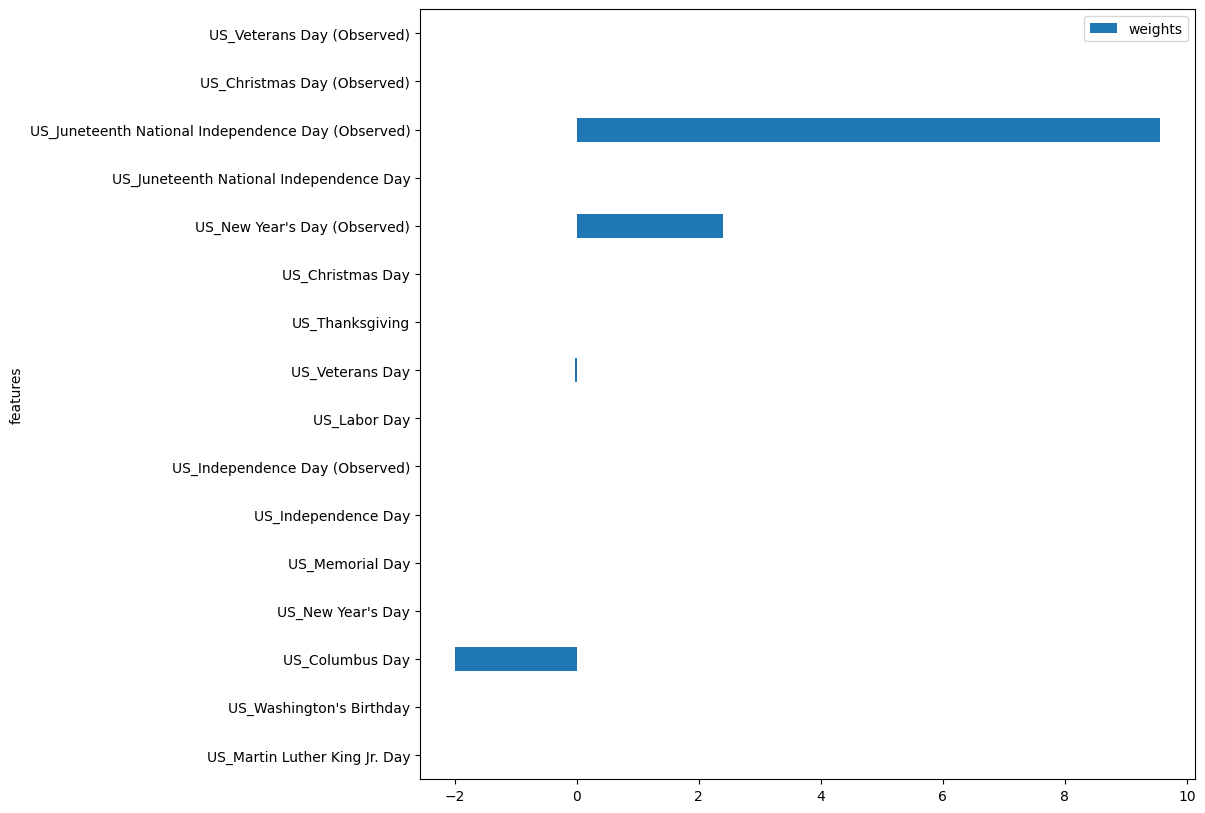 weights
US_Veterans Day (Observed)
US_Christmas Day (Observed)
US_Juneteenth National Independence Day (Observed)
US_Juneteenth National Independence Day
US_New Year's Day (Observed)
US_Christmas Day
US_Thanksgiving
US_Veterans Day
US_Labor Day
US_Independence Day (Observed)
US_Independence Day
US_Memorial Day
US_New Year's Day
US_Columbus Day
US_Washington's Birthday
US_Martin Luther King Jr. Day
features
−2 0 2 4 6 8 10